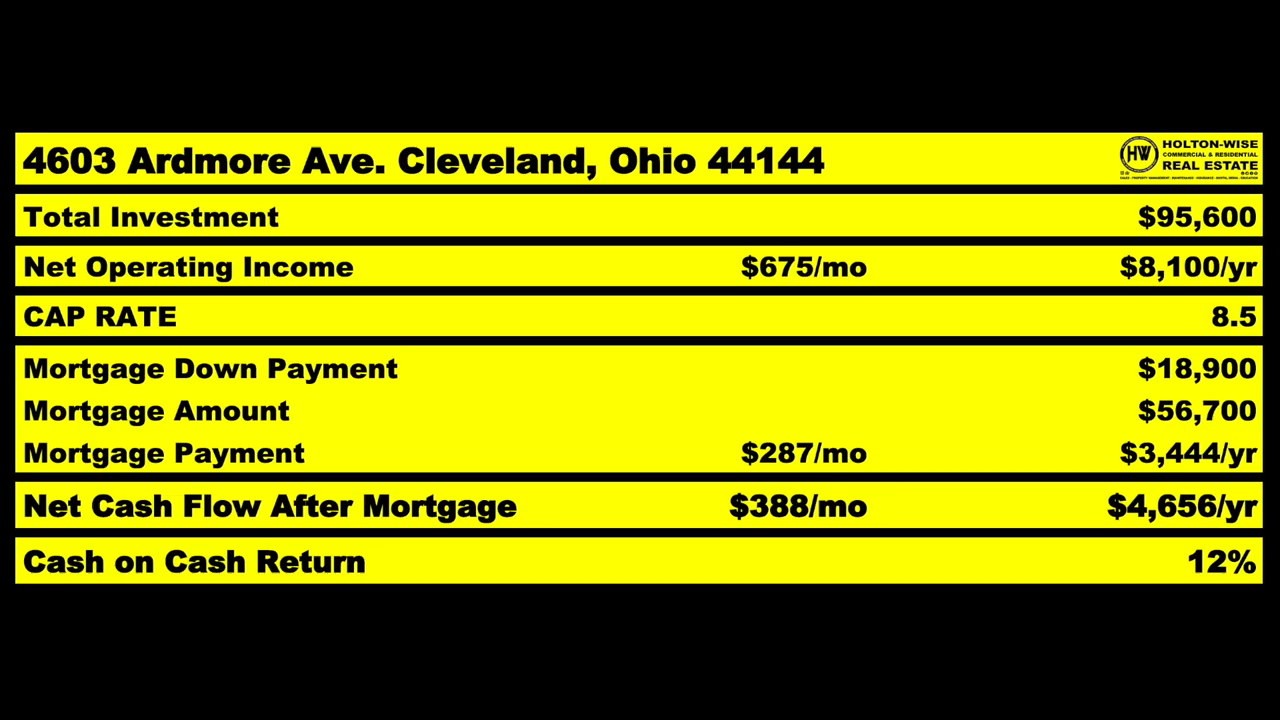 4603 Ardmore Ave. Cleveland, Ohio 44144
HW
HOLTON-WISE
COMMERCIAL & RESIDENTIAL
REAL ESTATE
Total Investment $95,600
Net Operating Income $675/mo $8,100/yr
CAP RATE 8.5
Mortgage Down Payment $18,900
Mortgage Amount $56,700
Mortgage Payment $287/mo $3,444/yr
Net Cash Flow After Mortgage $388/mo $4,656/yr
Cash on Cash Return 12%